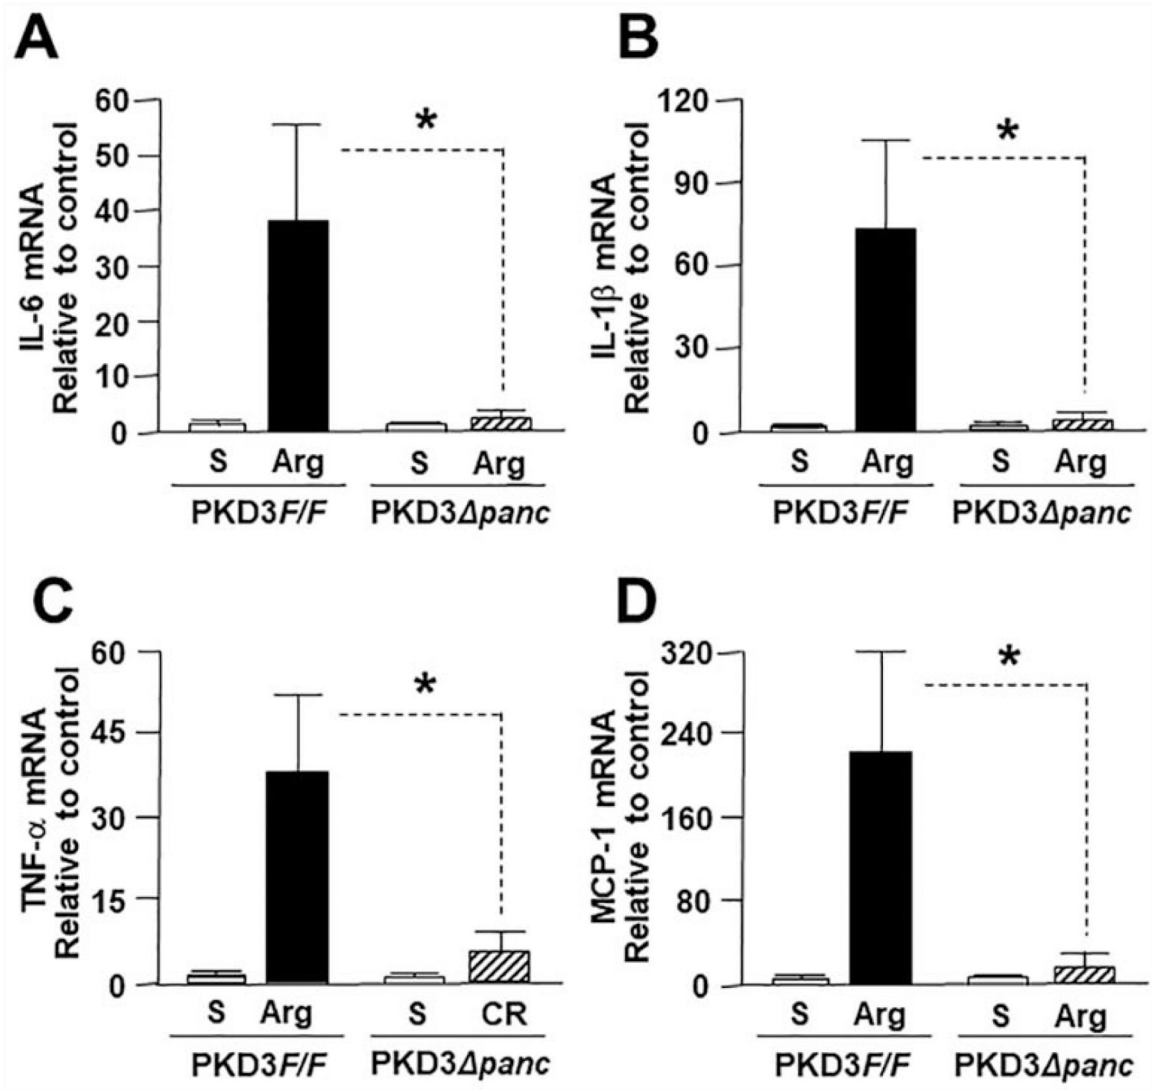 A
IL-6 mRNA
Relative to control
60
50
40
30
20
10
0
*
S Arg S Arg
PKD3F/F PKD3Δpanc
B
IL-1β mRNA
Relative to control
120
90
60
30
0
*
S Arg S Arg
PKD3F/F PKD3Δpanc
C
TNF-α mRNA
Relative to control
60
45
30
15
0
*
S Arg S CR
PKD3F/F PKD3Δpanc
D
MCP-1 mRNA
Relative to control
320
240
160
80
0
*
S Arg S Arg
PKD3F/F PKD3Δpanc